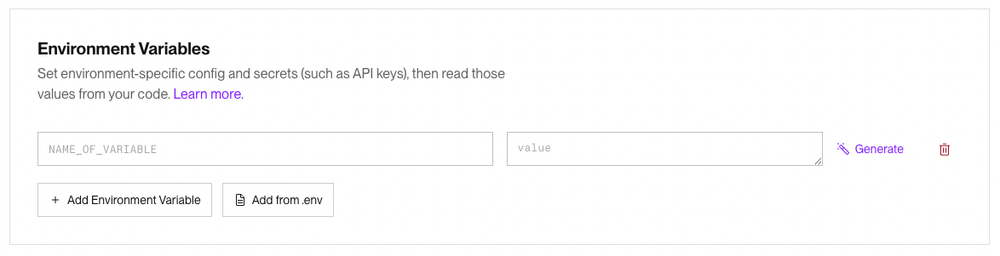 Environment Variables
Set environment-specific config and secrets (such as API keys), then read those
values from your code. Learn more.
NAME_OF_VARIABLE value Generate
+ Add Environment Variable Add from .env